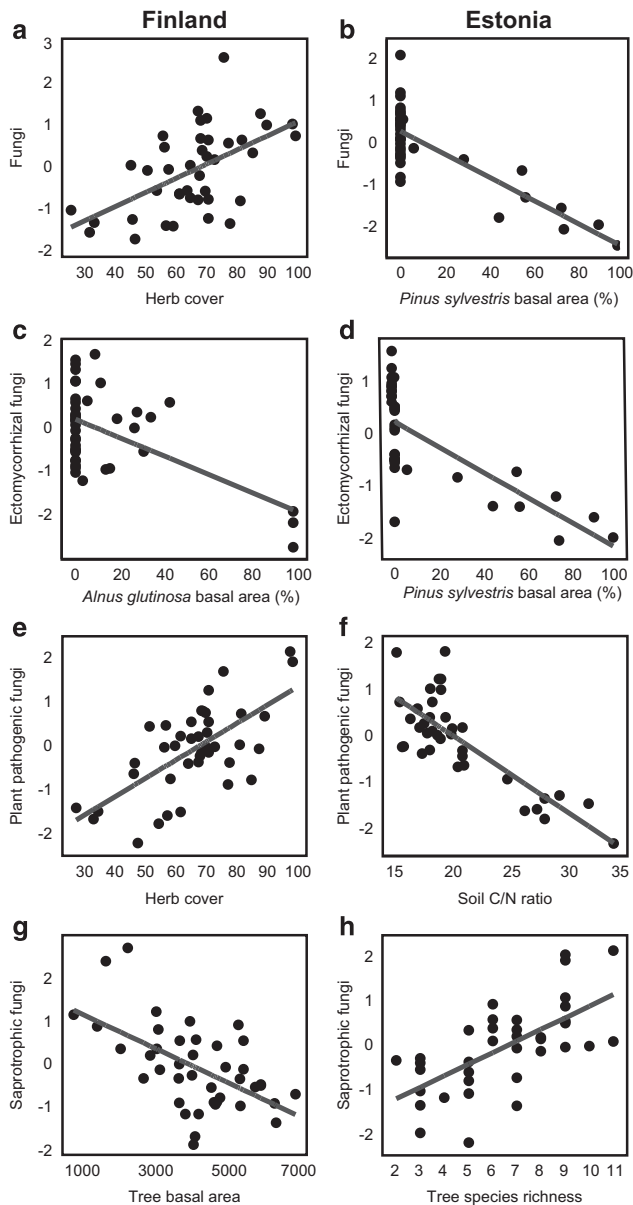 Finland
Estonia
a
b
3
2
1
0
-1
-2
Fungi
30 40 50 60 70 80 90 100
Herb cover
2
1
0
-1
-2
Fungi
0 20 40 60 80 100
Pinus sylvestris basal area (%)
c
d
2
1
0
-1
-2
Ectomycorrhizal fungi
0 20 40 60 80 100
Alnus glutinosa basal area (%)
1
0
-1
-2
Ectomycorrhizal fungi
0 20 40 60 80 100
Pinus sylvestris basal area (%)
e
f
2
1
0
-1
-2
Plant pathogenic fungi
30 40 50 60 70 80 90 100
Herb cover
2
1
0
-1
-2
Plant pathogenic fungi
15 20 25 30 35
Soil C/N ratio
g
h
2
1
0
-1
-2
Saprotrophic fungi
1000 3000 5000 7000
Tree basal area
2
1
0
-1
-2
Saprotrophic fungi
2 3 4 5 6 7 8 9 10 11
Tree species richness